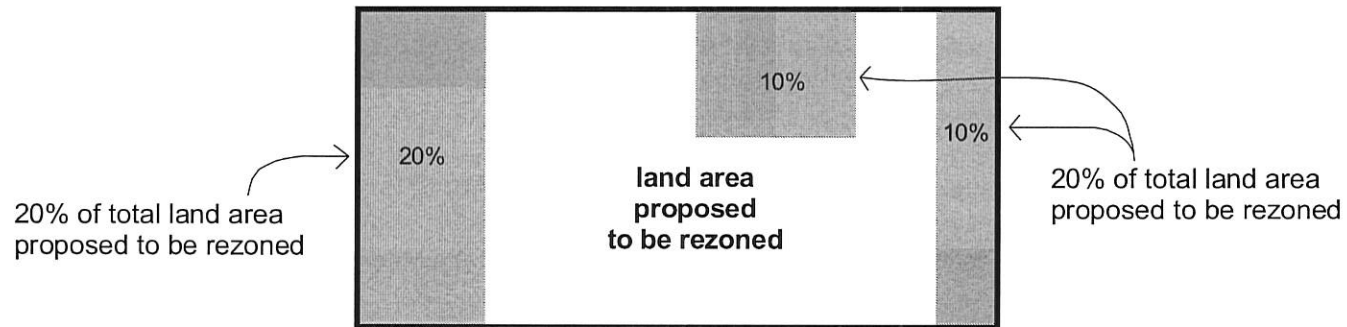 10%
10%
20%
land area
proposed
to be rezoned
20% of total land area
proposed to be rezoned
20% of total land area
proposed to be rezoned